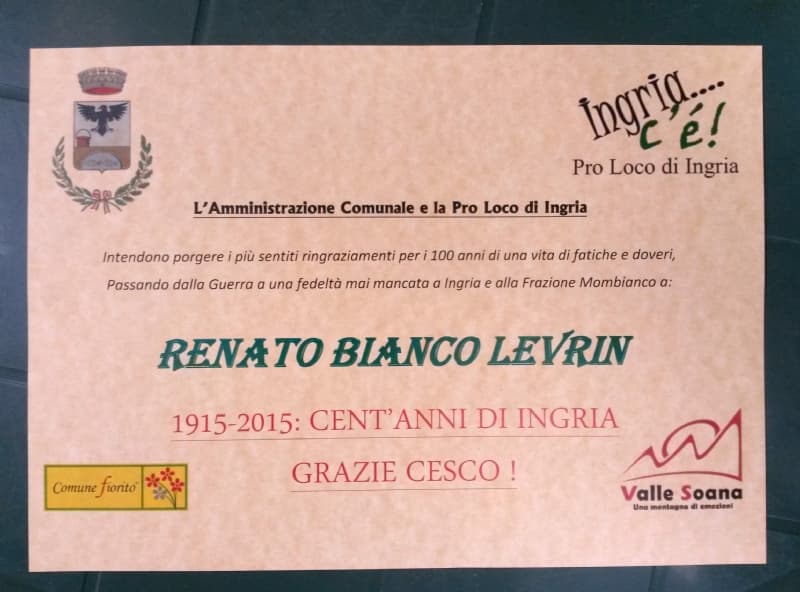 Ingria....
c'é!
Pro Loco di Ingria
L'Amministrazione Comunale e la Pro Loco di Ingria
Intendono porgere i più sentiti ringraziamenti per i 100 anni di una vita di fatiche e doveri,
Passando dalla Guerra a una fedeltà mai mancata a Ingria e alla Frazione Mombianco a:
RENATO BIANCO LEVRIN
1915-2015: CENT'ANNI DI INGRIA
GRAZIE CESCO !
Comune fiorito
Valle Soana
Una montagna di emozioni